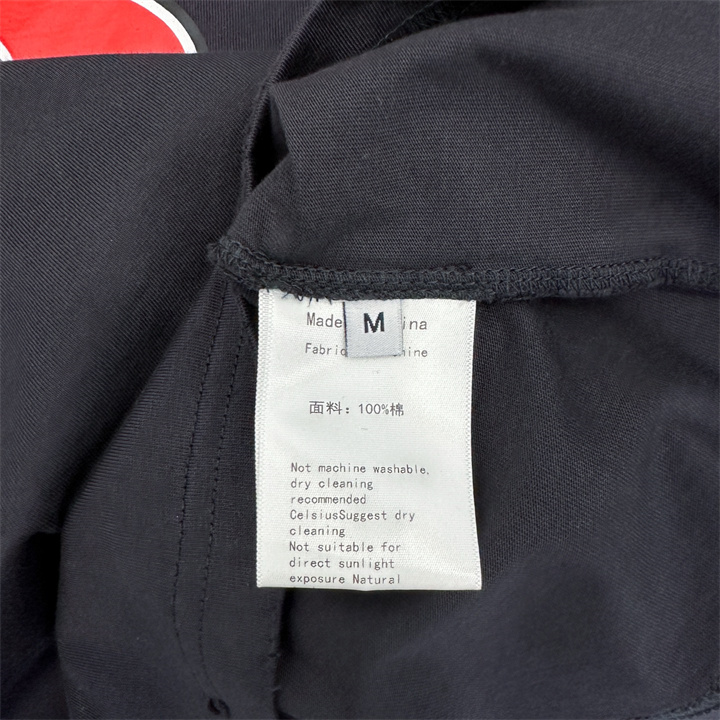 Made
ina
M
Fabric
hine
面料: 100%棉
Not machine washable,
dry cleaning
recommended
CelsiusSuggest dry
cleaning
Not suitable for
direct sunlight
exposure Natural